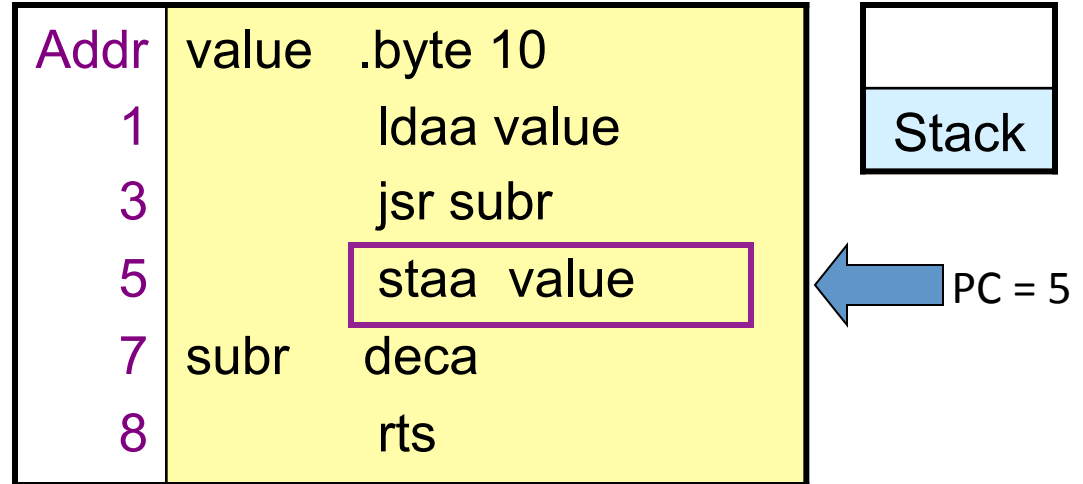 Addr value .byte 10
1 ldaa value
3 jsr subr
5 staa value
7 subr deca
8 rts
Stack
PC = 5